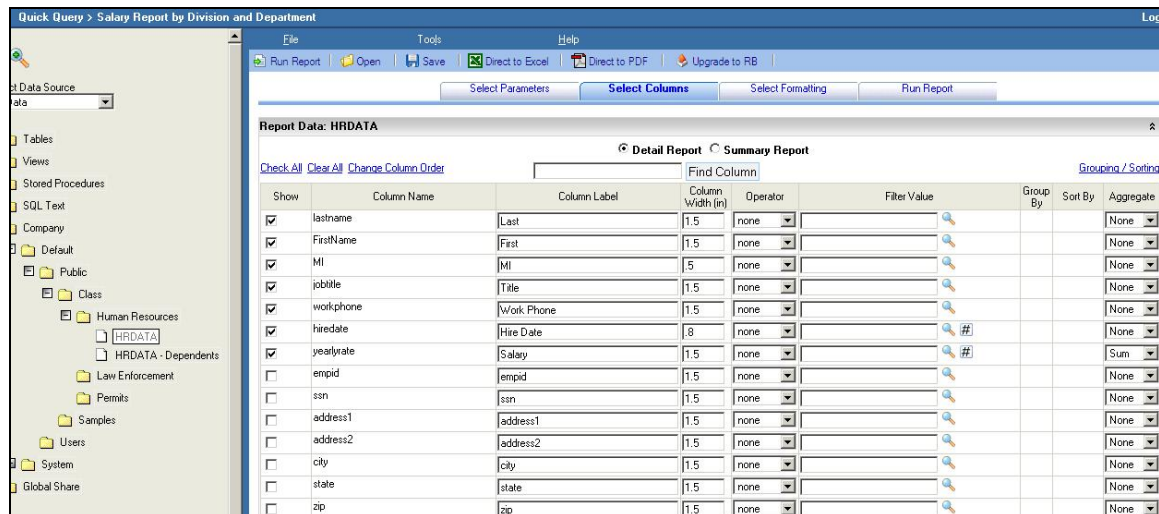 Quick Query > Salary Report by Division and Department
File Tools Help
Run Report Open Save Direct to Excel Direct to PDF Upgrade to RB
Data Source
Select Parameters Select Columns Select Formatting Run Report
Tables
Views
Stored Procedures
SQL Text
Company
Default
Public
Class
Human Resources
HRDATA
HRDATA - Dependents
Law Enforcement
Permits
Samples
Users
System
Global Share
Report Data: HRDATA
Detail Report Summary Report
Check All Clear All Change Column Order Find Column Grouping / Sorting
Show Column Name Column Label Column Width (in) Operator Filter Value Group By Sort By Aggregate
lastname Last 1.5 none None
FirstName First 1.5 none None
MI MI .5 none None
jobtitle Title 1.5 none None
workphone Work Phone 1.5 none None
hiredate Hire Date .8 none # None
yearlyrate Salary 1.5 none # Sum
empid empid 1.5 none None
ssn ssn 1.5 none None
address1 address1 1.5 none None
address2 address2 1.5 none None
city city 1.5 none None
state state 1.5 none None
zip zip 1.5 none None